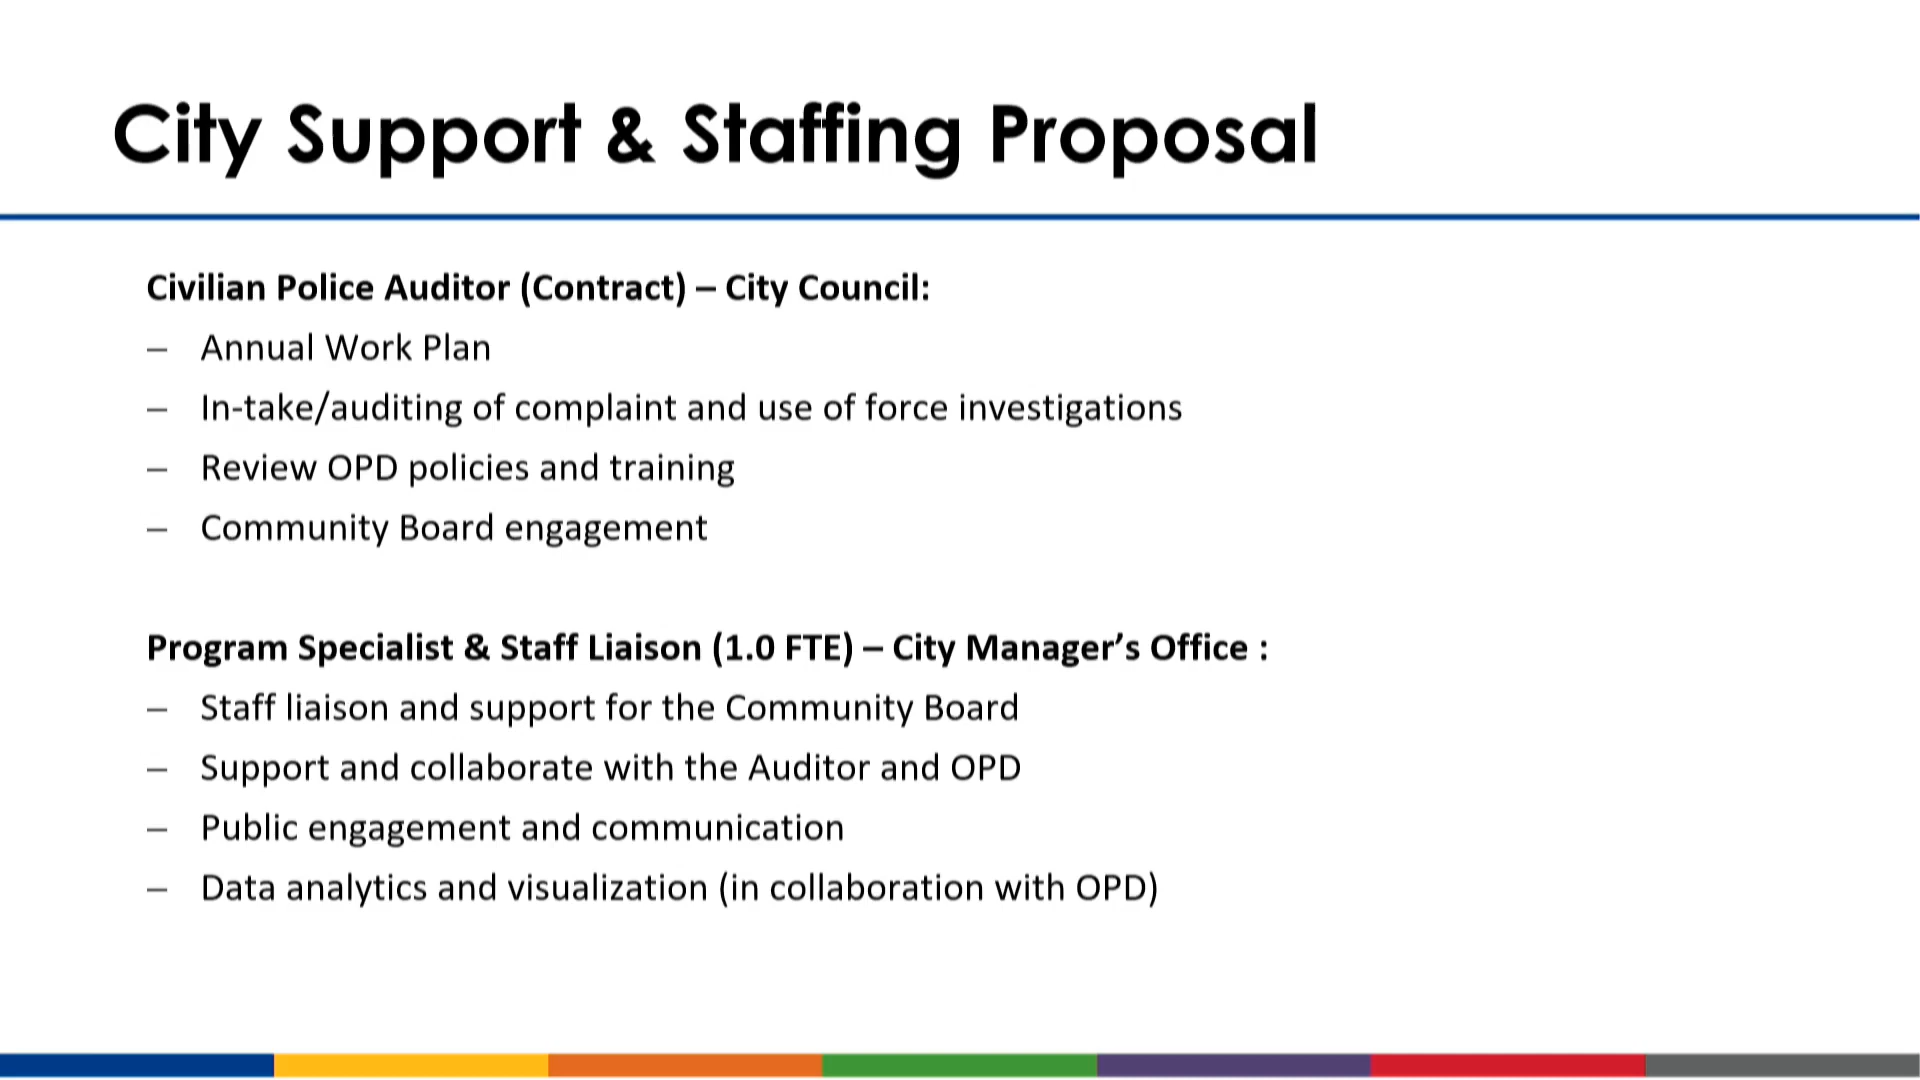 City Support & Staffing Proposal
Civilian Police Auditor (Contract) – City Council:
– Annual Work Plan
– In-take/auditing of complaint and use of force investigations
– Review OPD policies and training
– Community Board engagement
Program Specialist & Staff Liaison (1.0 FTE) – City Manager’s Office :
– Staff liaison and support for the Community Board
– Support and collaborate with the Auditor and OPD
– Public engagement and communication
– Data analytics and visualization (in collaboration with OPD)